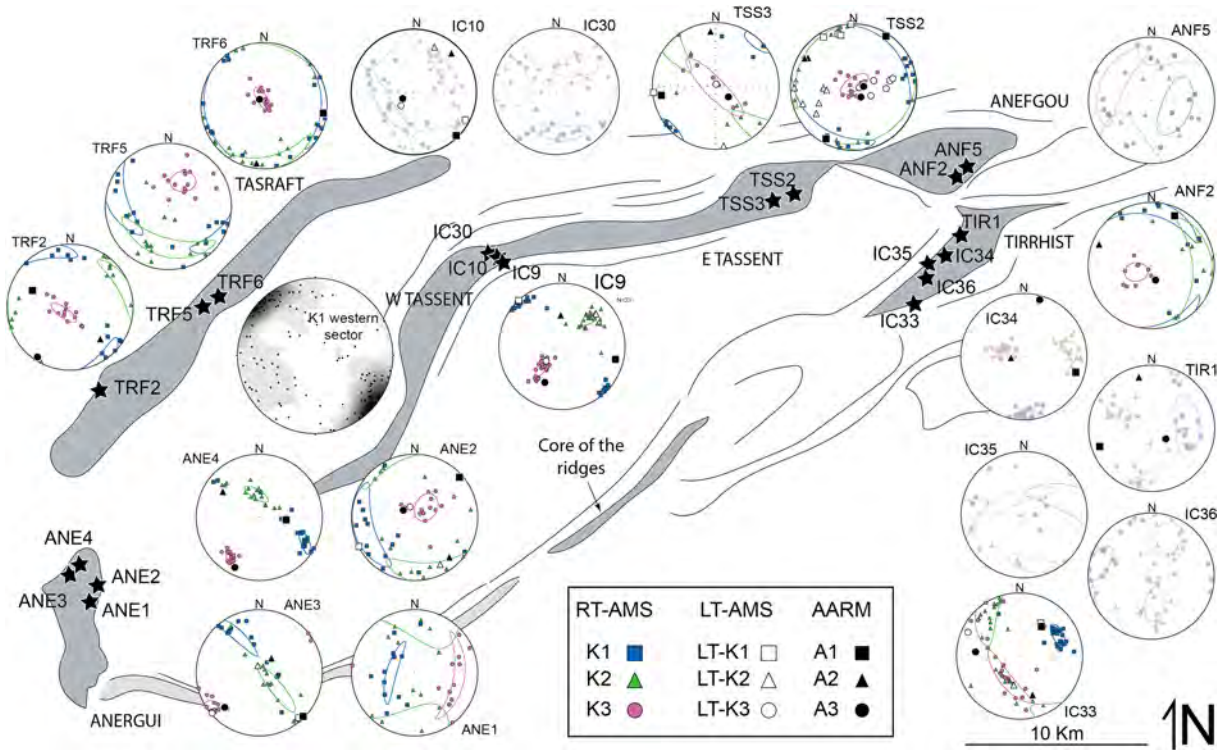 N
TRF6
N
IC10
N
IC30
N
TSS3
N
TSS2
N
ANF5
ANEFGOU
N
TRF5
TASRAFT
ANF5
ANF2
TSS2
TSS3
N
ANF2
N
TRF2
IC30
IC10
IC9
TIR1
IC35
IC34
TIRRHIST
E TASSENT
IC36
IC33
N
IC9
TRF6
TRF5
W TASSENT
K1 western
sector
N
IC34
N
TIR1
TRF2
Core of the
ridges
N
IC35
N
ANE4
N
ANE2
N
IC36
ANE4
ANE3
ANE2
ANE1
N
ANE3
N
ANE1
ANERGUI
RT-AMS LT-AMS AARM
K1 LT-K1 A1
K2 LT-K2 A2
K3 LT-K3 A3
N
IC33
N
10 Km